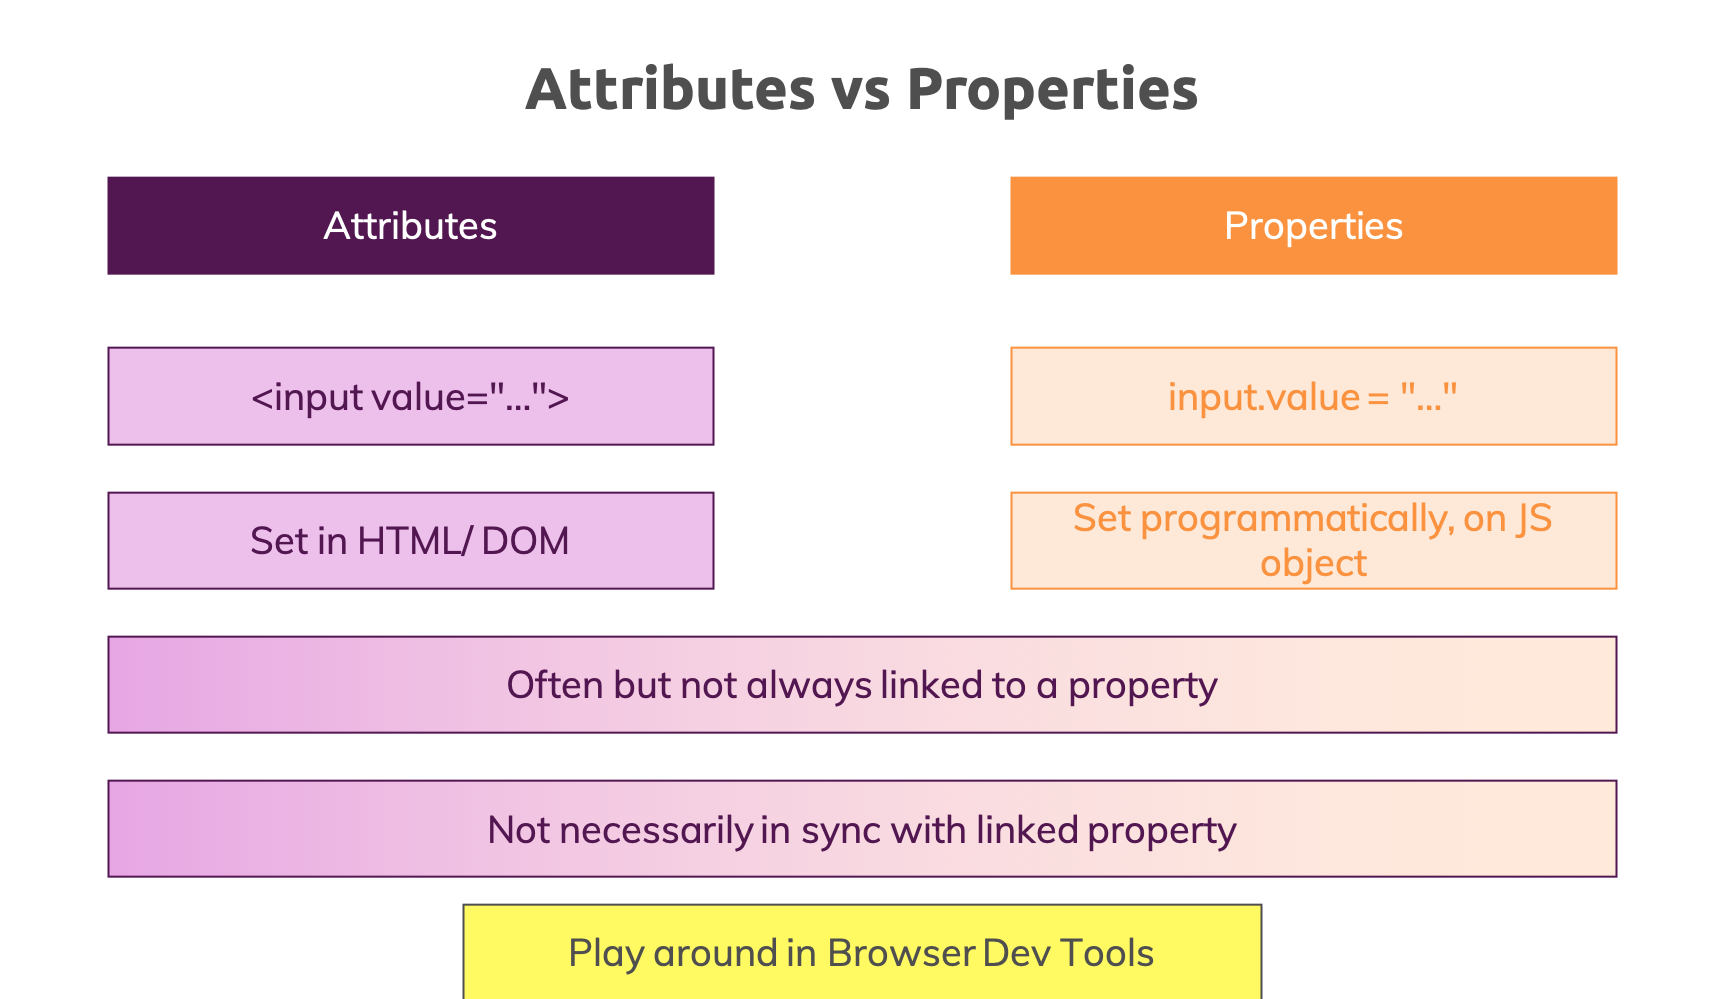 Attributes vs Properties
Attributes
Properties
<input value="...">
input.value = "..."
Set in HTML/ DOM
Set programmatically, on JS
object
Often but not always linked to a property
Not necessarily in sync with linked property
Play around in Browser Dev Tools